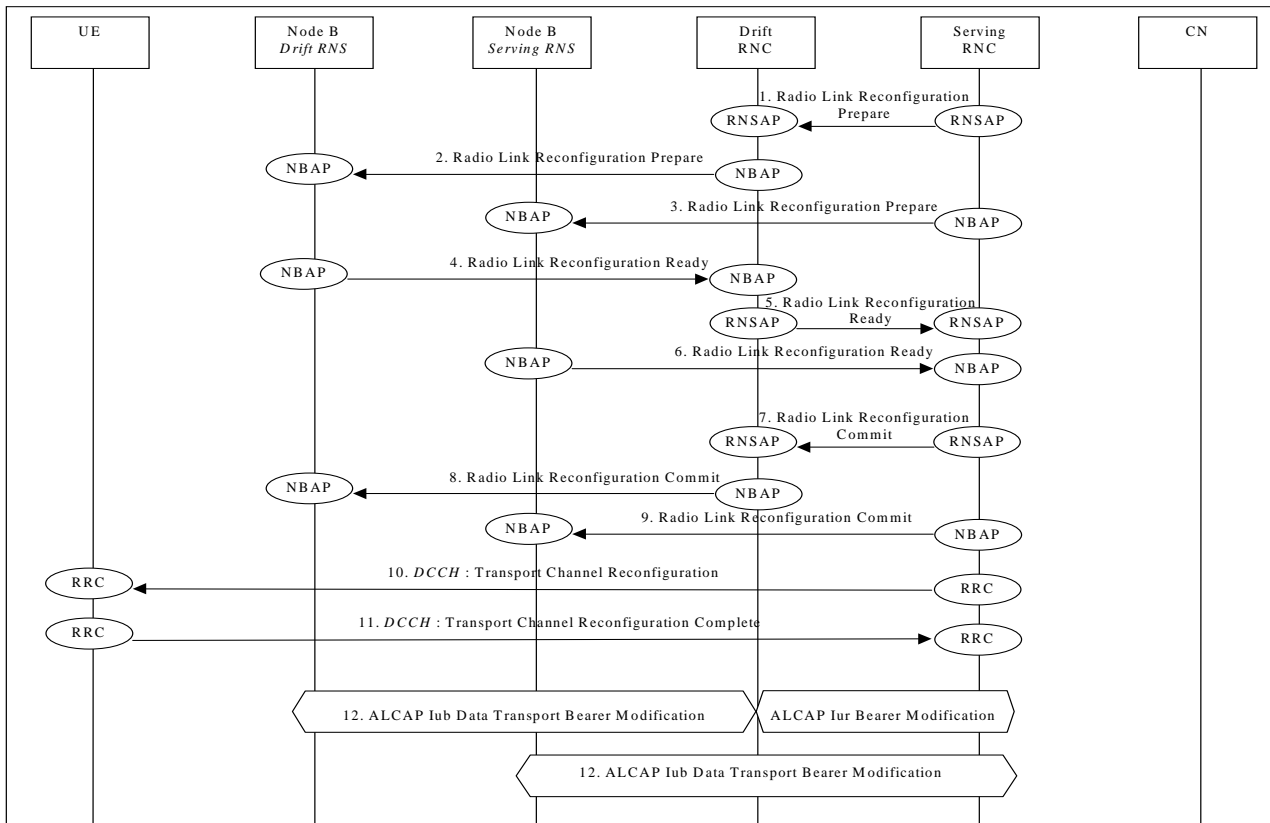 UE
Node B
Drift RNS
Node B
Serving RNS
Drift
RNC
Serving
RNC
CN
1. Radio Link Reconfiguration
Prepare
RNSAP
RNSAP
2. Radio Link Reconfiguration Prepare
NBAP
NBAP
3. Radio Link Reconfiguration Prepare
NBAP
NBAP
4. Radio Link Reconfiguration Ready
NBAP
NBAP
5. Radio Link Reconfiguration
Ready
RNSAP
RNSAP
6. Radio Link Reconfiguration Ready
NBAP
NBAP
7. Radio Link Reconfiguration
Commit
RNSAP
RNSAP
8. Radio Link Reconfiguration Commit
NBAP
NBAP
9. Radio Link Reconfiguration Commit
NBAP
NBAP
10. DCCH : Transport Channel Reconfiguration
RRC
RRC
11. DCCH : Transport Channel Reconfiguration Complete
RRC
RRC
12. ALCAP Iub Data Transport Bearer Modification
ALCAP Iur Bearer Modification
12. ALCAP Iub Data Transport Bearer Modification